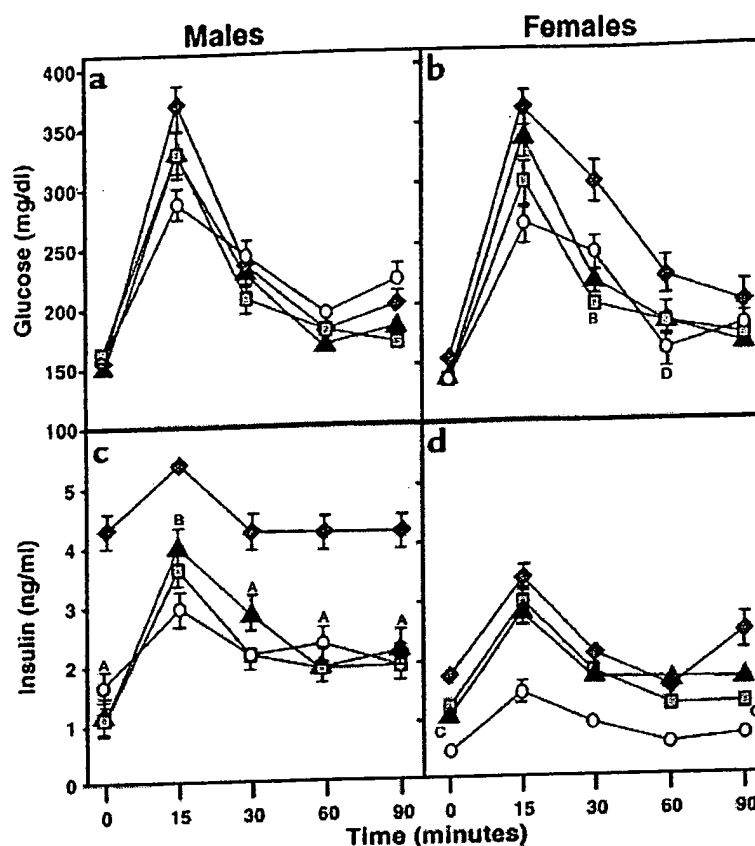 Males Females
a b
Glucose (mg/dl)
400
350
300
250
200
150
100
B
D
c d
Insulin (ng/ml)
5
4
3
2
1
0
A B A A A
C
0 15 30 60 90 0 15 30 60 90
Time (minutes)